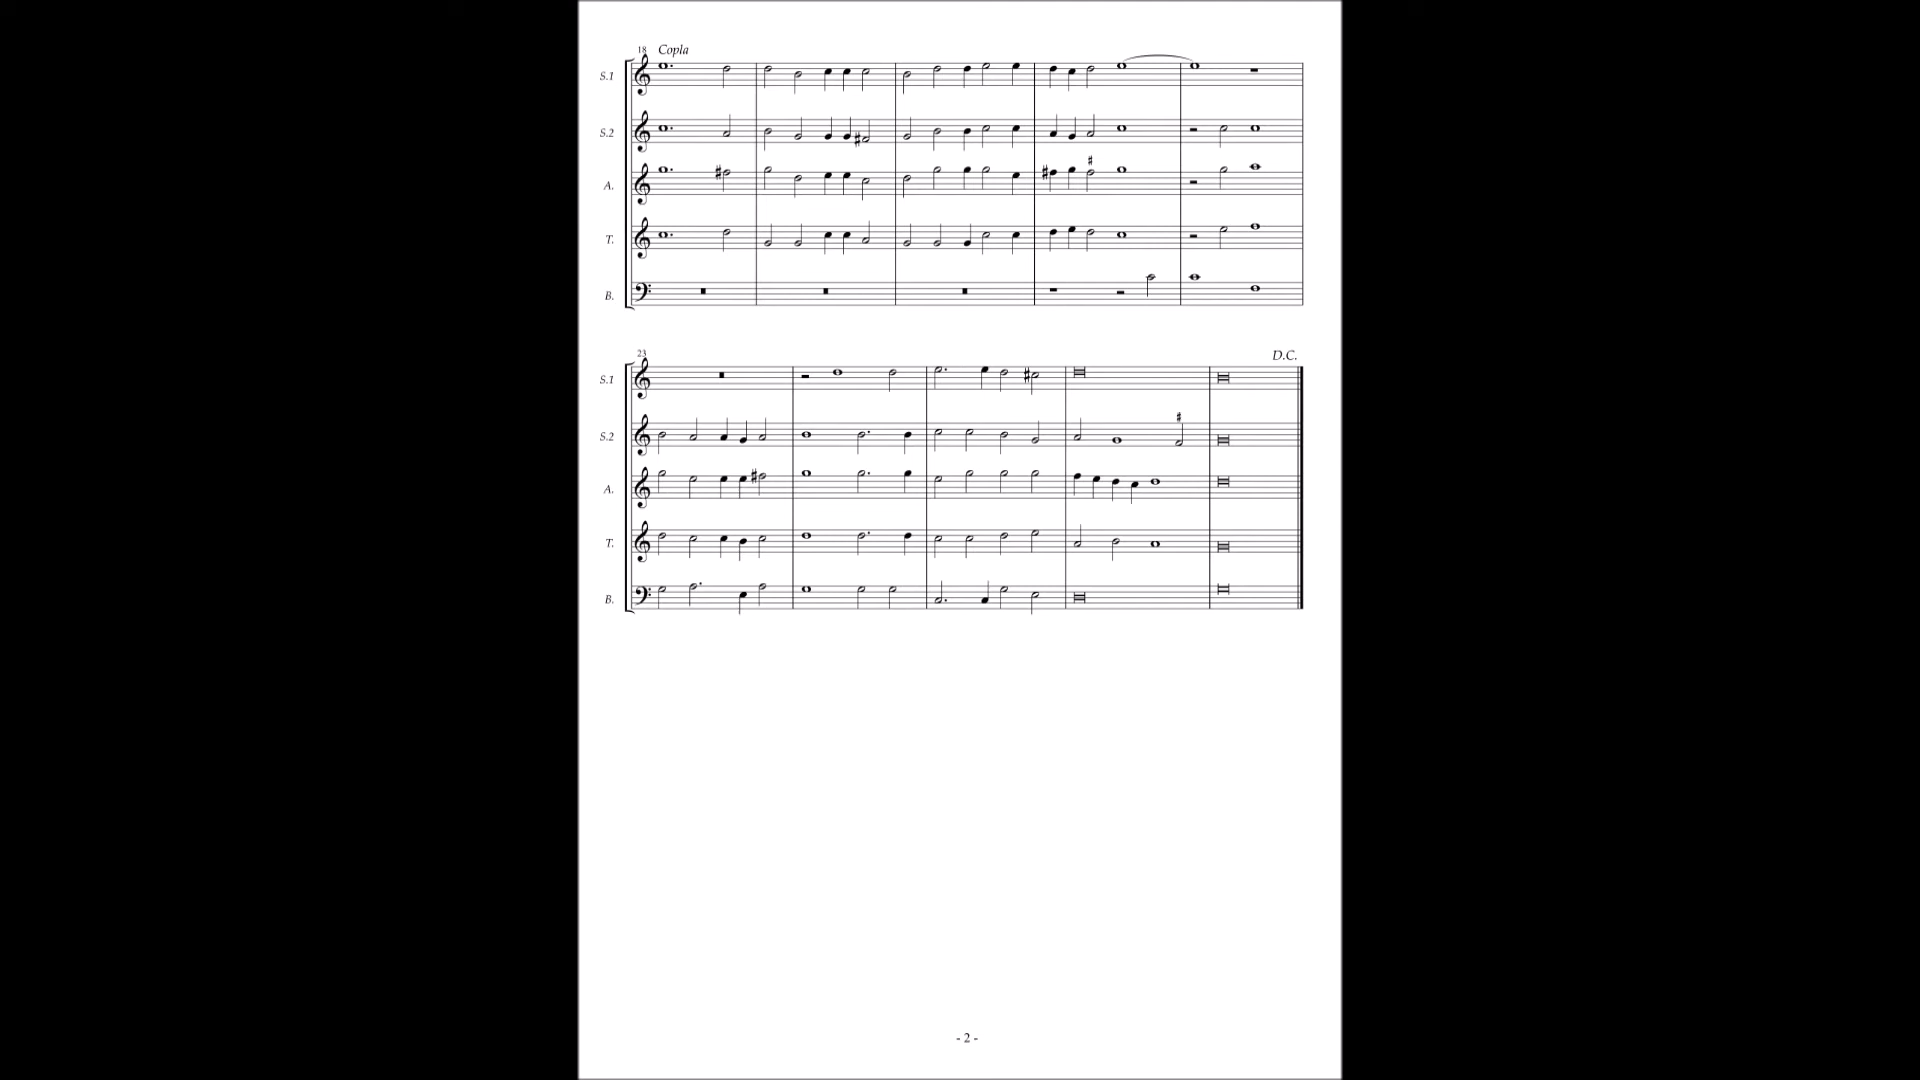 18 Copla
S.1
S.2
A.
T.
B.
23
D.C.
S.1
S.2
A.
T.
B.
- 2 -